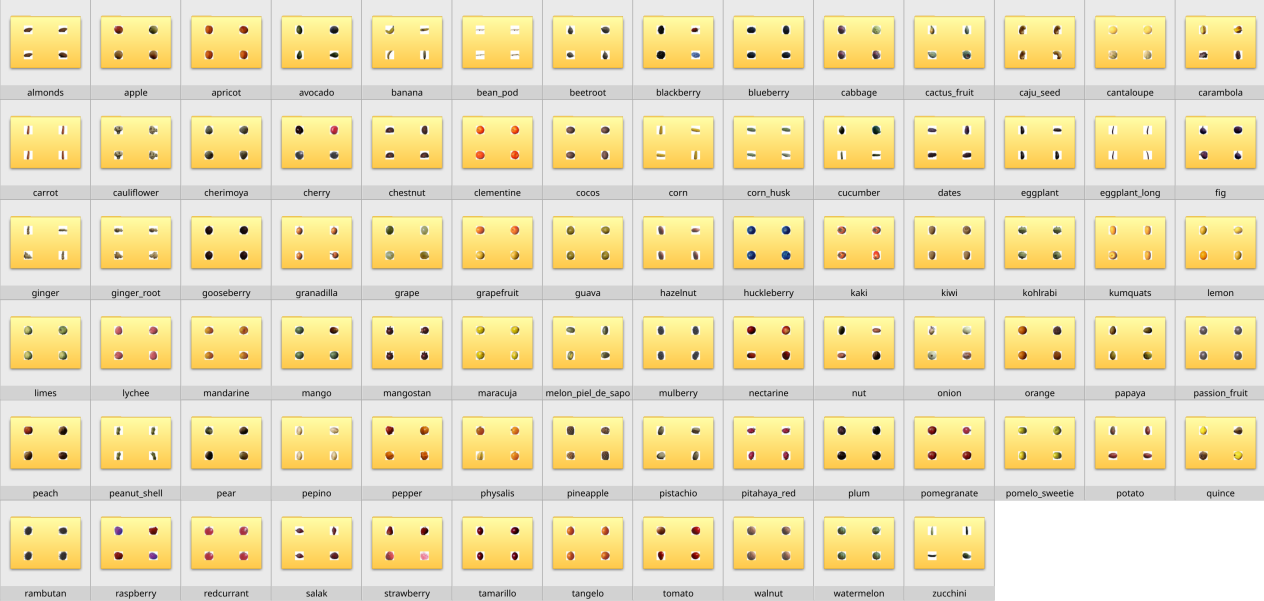 almonds apple apricot avocado banana bean_pod beetroot blackberry blueberry cabbage cactus_fruit caju_seed cantaloupe carambola
carrot cauliflower cherimoya cherry chestnut clementine cocos corn corn_husk cucumber dates eggplant eggplant_long fig
ginger ginger_root gooseberry granadilla grape grapefruit guava hazelnut huckleberry kaki kiwi kohlrabi kumquats lemon
limes lychee mandarine mango mangostan maracuja melon_piel_de_sapo mulberry nectarine nut onion orange papaya passion_fruit
peach peanut_shell pear pepino pepper physalis pineapple pistachio pitahaya_red plum pomegranate pomelo_sweetie potato quince
rambutan raspberry redcurrant salak strawberry tamarillo tangelo tomato walnut watermelon zucchini